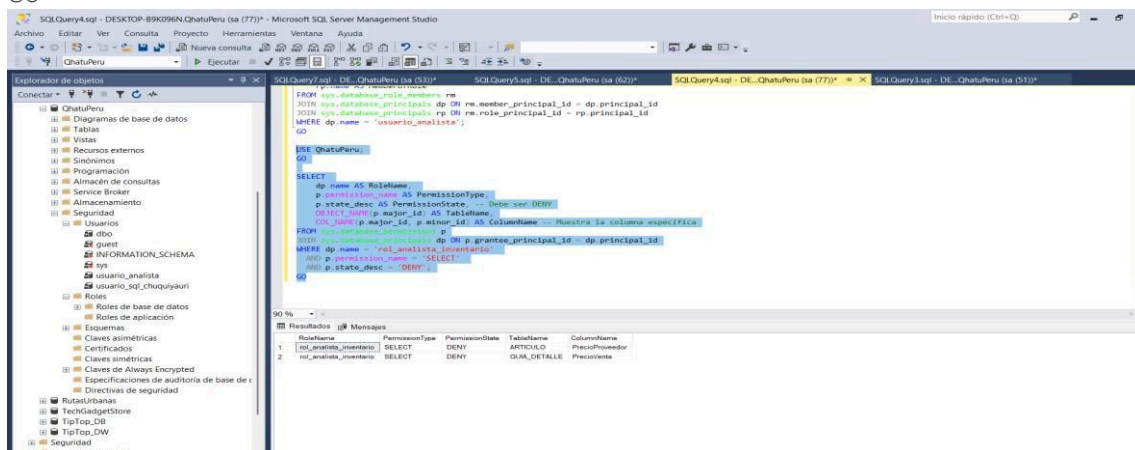 SQLQuery4.sql - DESKTOP-B9K096N.QhatuPeru (sa (77))* - Microsoft SQL Server Management Studio
Inicio rápido (Ctrl+Q)
Archivo Editar Ver Consulta Proyecto Herramientas Ventana Ayuda
Nueva consulta
QhatuPeru
Ejecutar
Explorador de objetos
Conectar
QhatuPeru
Diagramas de base de datos
Tablas
Vistas
Recursos externos
Sinónimos
Programación
Almacén de consultas
Service Broker
Almacenamiento
Seguridad
Usuarios
dbo
guest
INFORMATION_SCHEMA
sys
usuario_analista
usuario_sql_chuquiyauri
Roles
Roles de base de datos
Roles de aplicación
Esquemas
Claves asimétricas
Certificados
Claves simétricas
Claves de Always Encrypted
Especificaciones de auditoría de base de
Directivas de seguridad
RutasUrbanas
TechGadgetStore
TipTop_DB
TipTop_DW
Seguridad
SQLQuery7.sql - DE...QhatuPeru (sa (53))*
SQLQuery5.sql - DE...QhatuPeru (sa (62))*
SQLQuery4.sql - DE...QhatuPeru (sa (77))*
SQLQuery3.sql - DE...QhatuPeru (sa (51))*
FROM sys.database_role_members rm
JOIN sys.database_principals dp ON rm.member_principal_id = dp.principal_id
JOIN sys.database_principals rp ON rm.role_principal_id = rp.principal_id
WHERE dp.name = 'usuario_analista';
GO
USE QhatuPeru;
GO
SELECT
dp.name AS RoleName,
p.permission_name AS PermissionType,
p.state_desc AS PermissionState, -- Debe ser DENY
OBJECT_NAME(p.major_id) AS TableName,
COL_NAME(p.major_id, p.minor_id) AS ColumnName -- Muestra la columna específica
FROM sys.database_permissions p
JOIN sys.database_principals dp ON p.grantee_principal_id = dp.principal_id
WHERE dp.name = 'rol_analista_inventario'
AND p.permission_name = 'SELECT'
AND p.state_desc = 'DENY';
GO
90 %
Resultados Mensajes
RoleName PermissionType PermissionState TableName ColumnName
1 rol_analista_inventario SELECT DENY ARTICULO PrecioProveedor
2 rol_analista_inventario SELECT DENY GUIA_DETALLE PrecioVenta